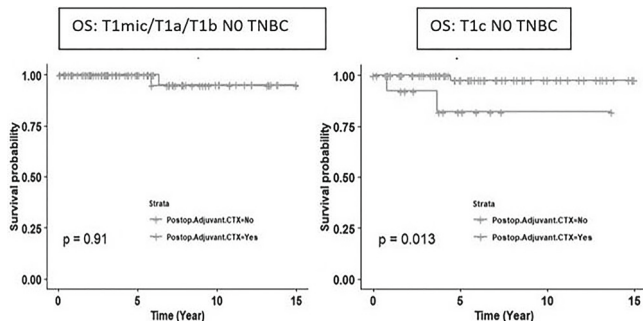 OS: T1mic/T1a/T1b N0 TNBC
Survival probability
1.00
0.75
0.50
0.25
0.00
Strata
Postop.Adjuvant.CTX=No
Postop.Adjuvant.CTX=Yes
p = 0.91
0 5 10 15
Time (Year)
OS: T1c N0 TNBC
Survival probability
1.00
0.75
0.50
0.25
0.00
Strata
Postop.Adjuvant.CTX=No
Postop.Adjuvant.CTX=Yes
p = 0.013
0 5 10 15
Time (Year)